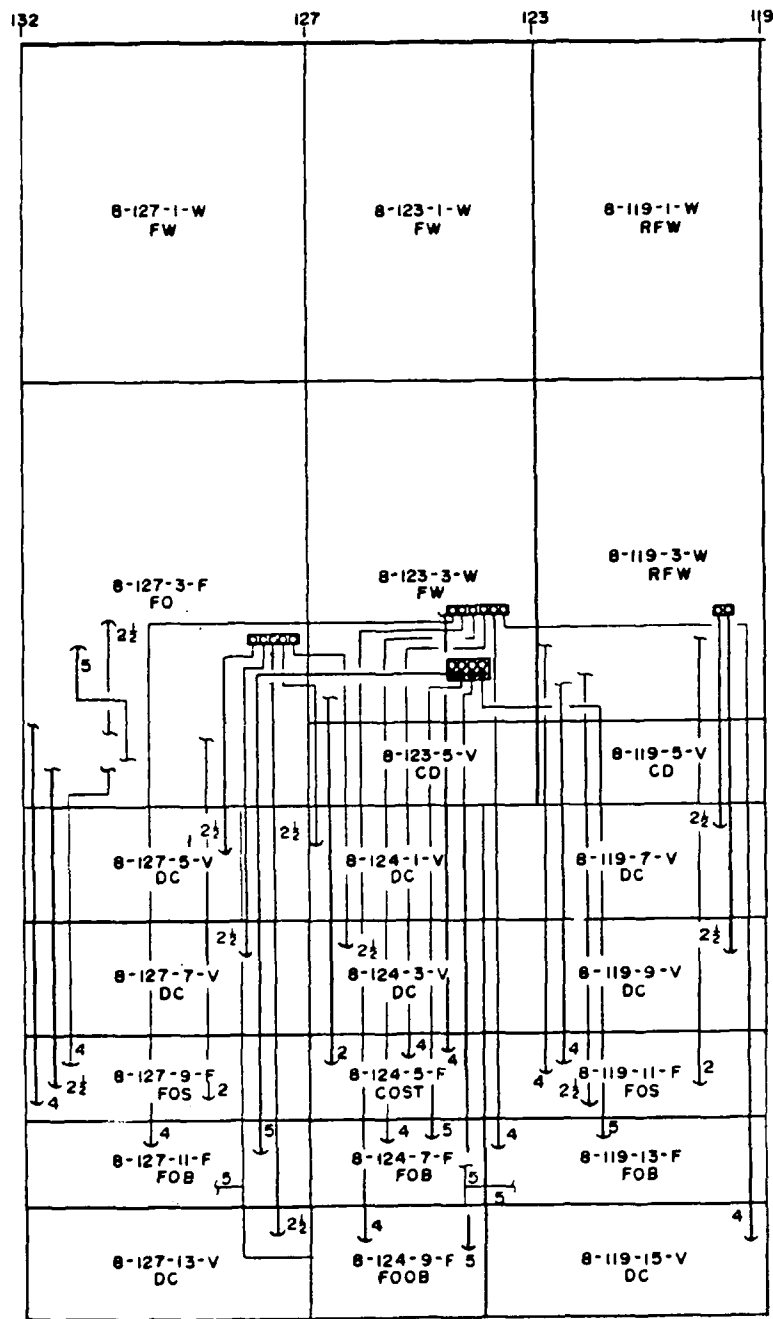 132 127 123 119
8-127-1-W
FW
8-123-1-W
FW
8-119-1-W
RFW
8-127-3-F
FO
8-123-3-W
FW
8-119-3-W
RFW
2½
5
8-123-5-V
CD
8-119-5-V
CD
2½
2½
2½
8-127-5-V
DC
8-124-1-V
DC
8-119-7-V
DC
2½
2½
2½
8-127-7-V
DC
8-124-3-V
DC
8-119-9-V
DC
4
2½
4
8-127-9-F
FOS
2
2
4
4
8-124-5-F
COST
4
4
2½
8-119-11-F
FOS
2
4
5
4
5
4
5
8-127-11-F
FOB
5
8-124-7-F
FOB
5
5
8-119-13-F
FOB
2½
4
5
4
8-127-13-V
DC
8-124-9-F
FOOB
8-119-15-V
DC